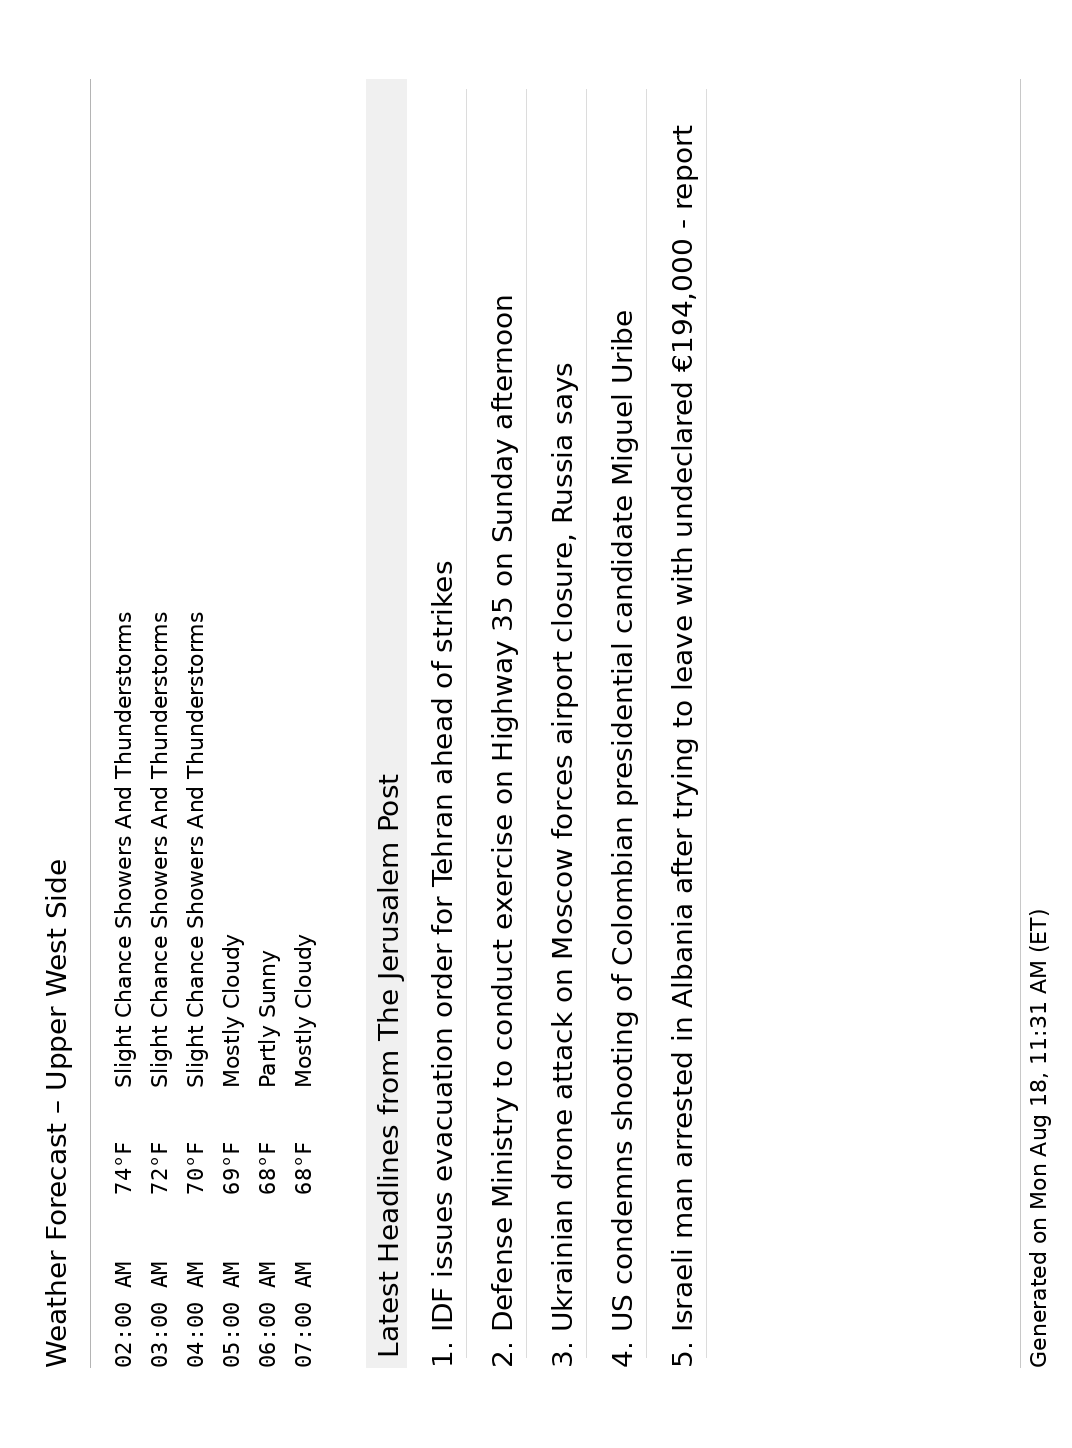 Weather Forecast – Upper West Side
02:00 AM 74°F Slight Chance Showers And Thunderstorms
03:00 AM 72°F Slight Chance Showers And Thunderstorms
04:00 AM 70°F Slight Chance Showers And Thunderstorms
05:00 AM 69°F Mostly Cloudy
06:00 AM 68°F Partly Sunny
07:00 AM 68°F Mostly Cloudy
Latest Headlines from The Jerusalem Post
1. IDF issues evacuation order for Tehran ahead of strikes
2. Defense Ministry to conduct exercise on Highway 35 on Sunday afternoon
3. Ukrainian drone attack on Moscow forces airport closure, Russia says
4. US condemns shooting of Colombian presidential candidate Miguel Uribe
5. Israeli man arrested in Albania after trying to leave with undeclared €194,000 - report
Generated on Mon Aug 18, 11:31 AM (ET)